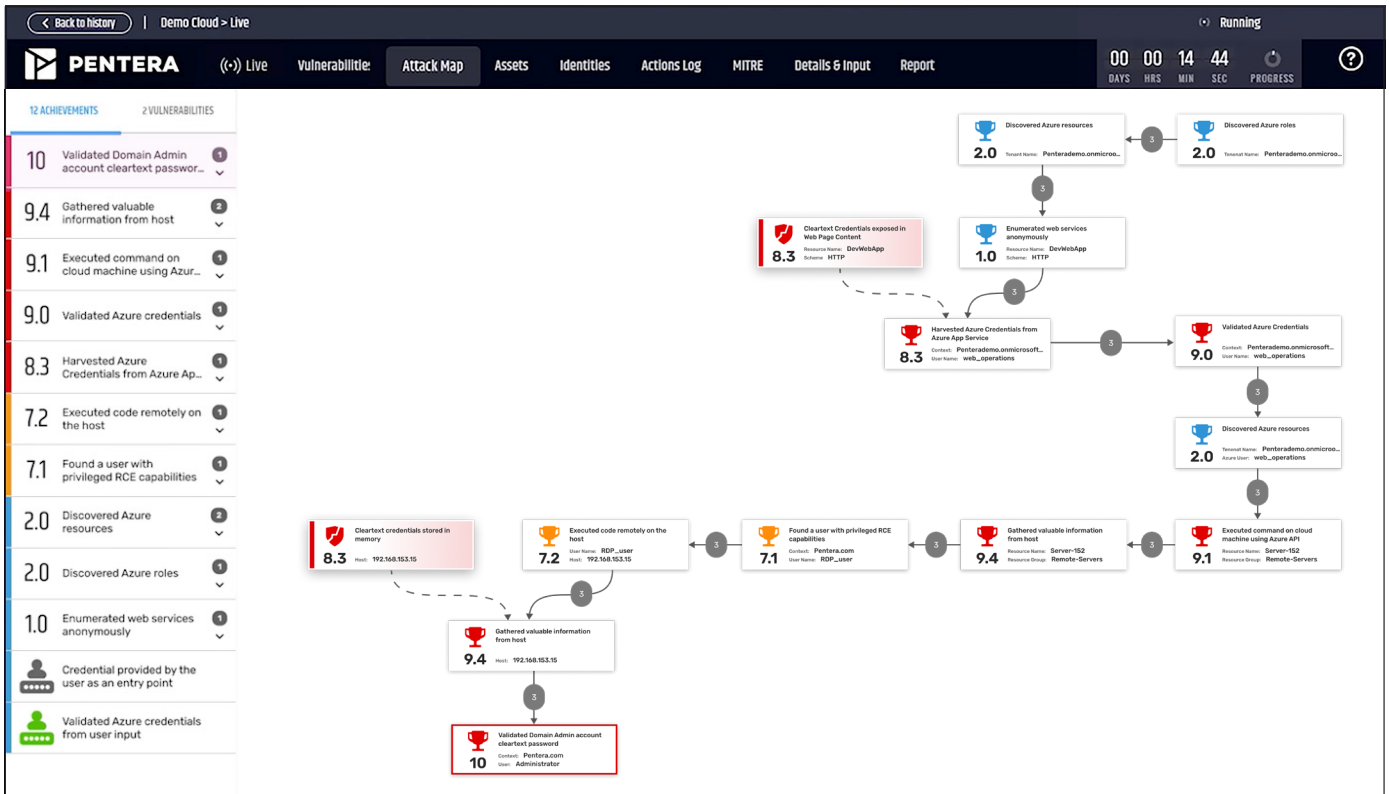 Back to history | Demo Cloud > Live
Running
PENTERA
Live
Vulnerabilitie:
Attack Map
Assets
Identities
Actions Log
MITRE
Details & Input
Report
00 00 14 44
DAYS HRS MIN SEC PROGRESS
?
12 ACHIEVEMENTS
2 VULNERABILITIES
10
Validated Domain Admin
account cleartext passwor...
1
9.4
Gathered valuable
information from host
2
9.1
Executed command on
cloud machine using Azur...
1
9.0
Validated Azure credentials
1
8.3
Harvested Azure
Credentials from Azure Ap...
1
7.2
Executed code remotely on
the host
1
7.1
Found a user with
privileged RCE capabilities
1
2.0
Discovered Azure
resources
2
2.0
Discovered Azure roles
1
1.0
Enumerated web services
anonymously
1
Credential provided by the
user as an entry point
Validated Azure credentials
from user input
Discovered Azure resources
2.0
Tenant Name: Penterademo.onmicroo...
3
Discovered Azure roles
2.0
Tenenat Name: Penterademo.onmicroo...
3
Cleartext Credentials exposed in
Web Page Content
8.3
Resource Name: DevWebApp
Scheme HTTP
Enumerated web services
anonymously
1.0
Resource Name: DevWebApp
Scheme: HTTP
3
Harvested Azure Credentials from
Azure App Service
8.3
Context: Penterademo.onmicrosoft...
User Name: web_operations
3
Validated Azure Credentials
9.0
Context: Penterademo.onmicrosoft...
User Name: web_operations
3
Discovered Azure resources
2.0
Tenenat Name: Penterademo.onmicroo...
Azure User: web_operations
3
Cleartext credentials stored in
memory
8.3
Host: 192.168.153.15
Executed code remotely on the
host
7.2
User Name: RDP_user
Host: 192.168.153.15
3
Found a user with privileged RCE
capabilities
7.1
Context: Pentera.com
User Name: RDP_user
3
Gathered valuable information
from host
9.4
Resource Name: Server-152
Resource Group: Remote-Servers
3
Executed command on cloud
machine using Azure API
9.1
Resource Name: Server-152
Resource Group: Remote-Servers
3
Gathered valuable information
from host
9.4
Host: 192.168.153.15
3
Validated Domain Admin account
cleartext password
10
Context: Pentera.com
User: Administrator